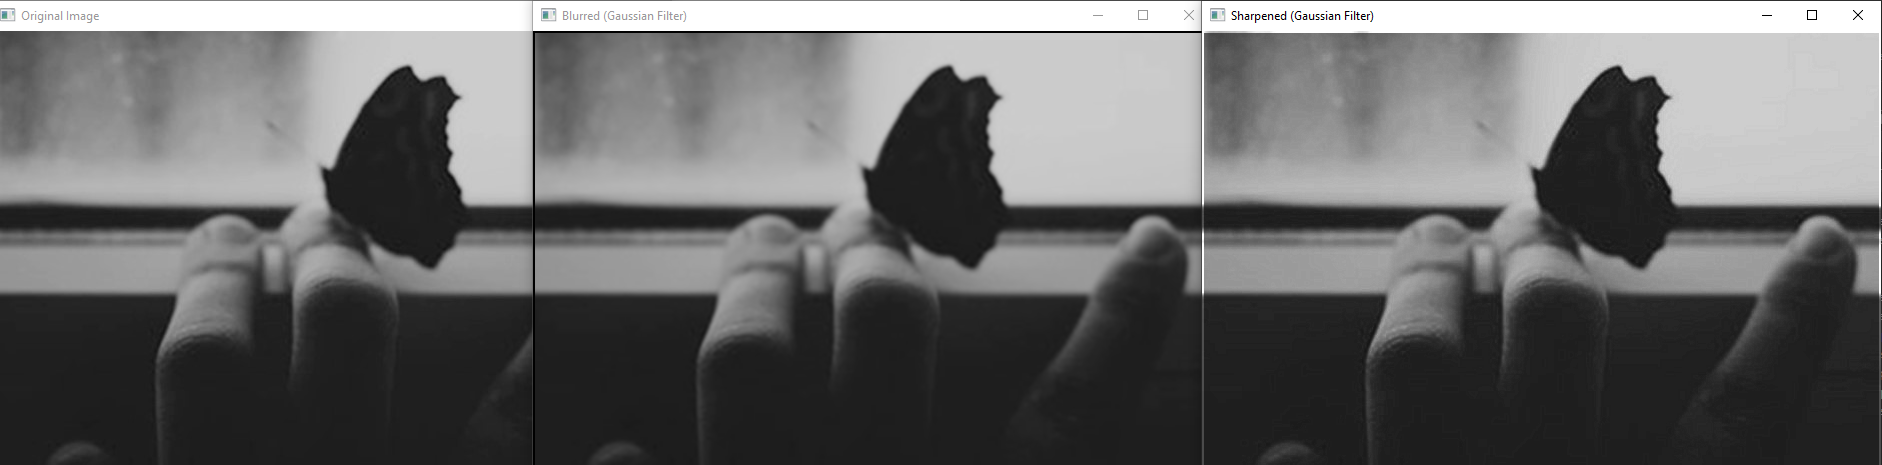 Original Image
Blurred (Gaussian Filter)
Sharpened (Gaussian Filter)